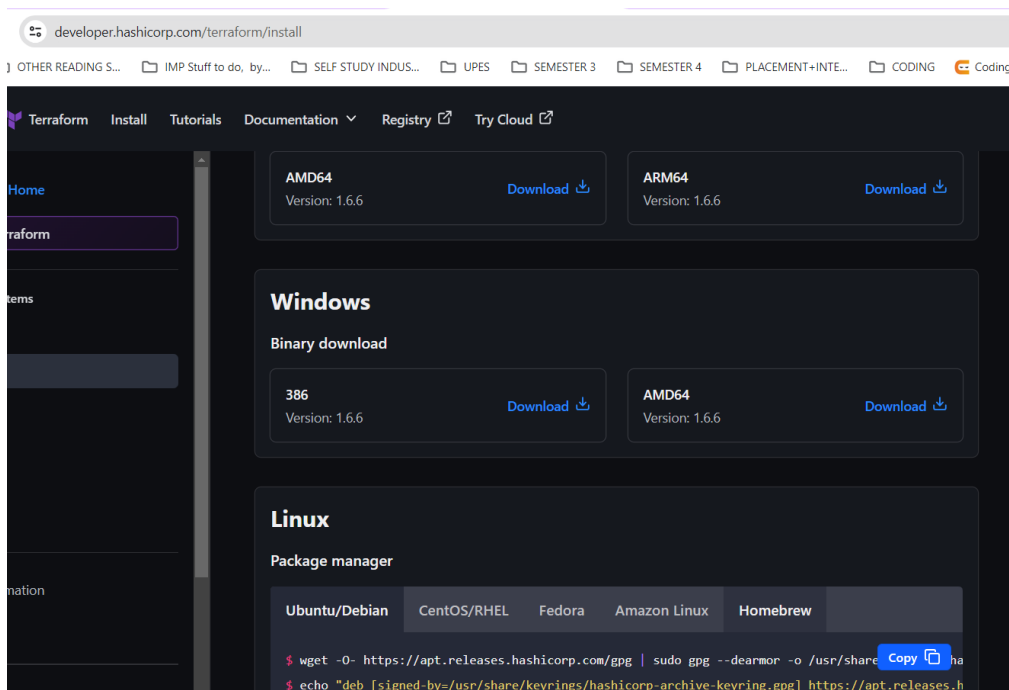 developer.hashicorp.com/terraform/install
OTHER READING S... IMP Stuff to do, by... SELF STUDY INDUS... UPES SEMESTER 3 SEMESTER 4 PLACEMENT+INTE... CODING Coding
Terraform Install Tutorials Documentation Registry Try Cloud
Home
rraform
tems
mation
AMD64
Version: 1.6.6
Download
ARM64
Version: 1.6.6
Download
Windows
Binary download
386
Version: 1.6.6
Download
AMD64
Version: 1.6.6
Download
Linux
Package manager
Ubuntu/Debian CentOS/RHEL Fedora Amazon Linux Homebrew
$ wget -O- https://apt.releases.hashicorp.com/gpg | sudo gpg --dearmor -o /usr/share
Copy
$ echo "deb [signed-by=/usr/share/keyrings/hashicorp-archive-keyring.gpg] https://apt.releases.h